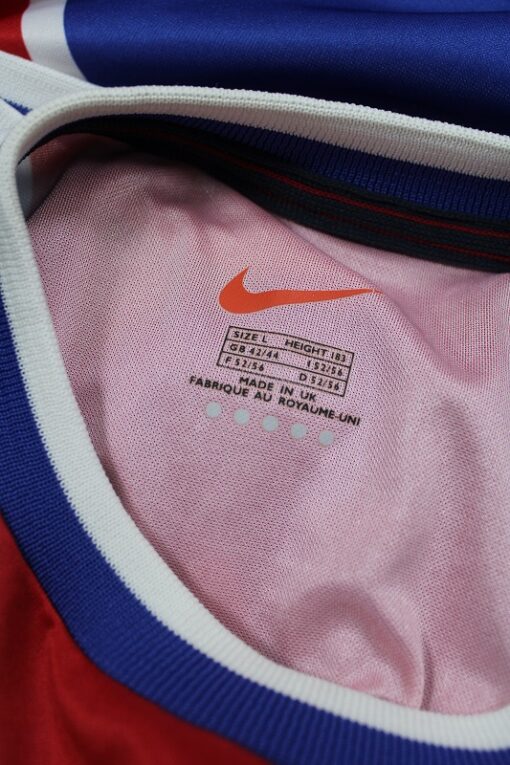 SIZE L HEIGHT 183
GB 42/44 I 52/56
F 52/56 D 52/56
MADE IN UK
FABRIQUE AU ROYAUME-UNI